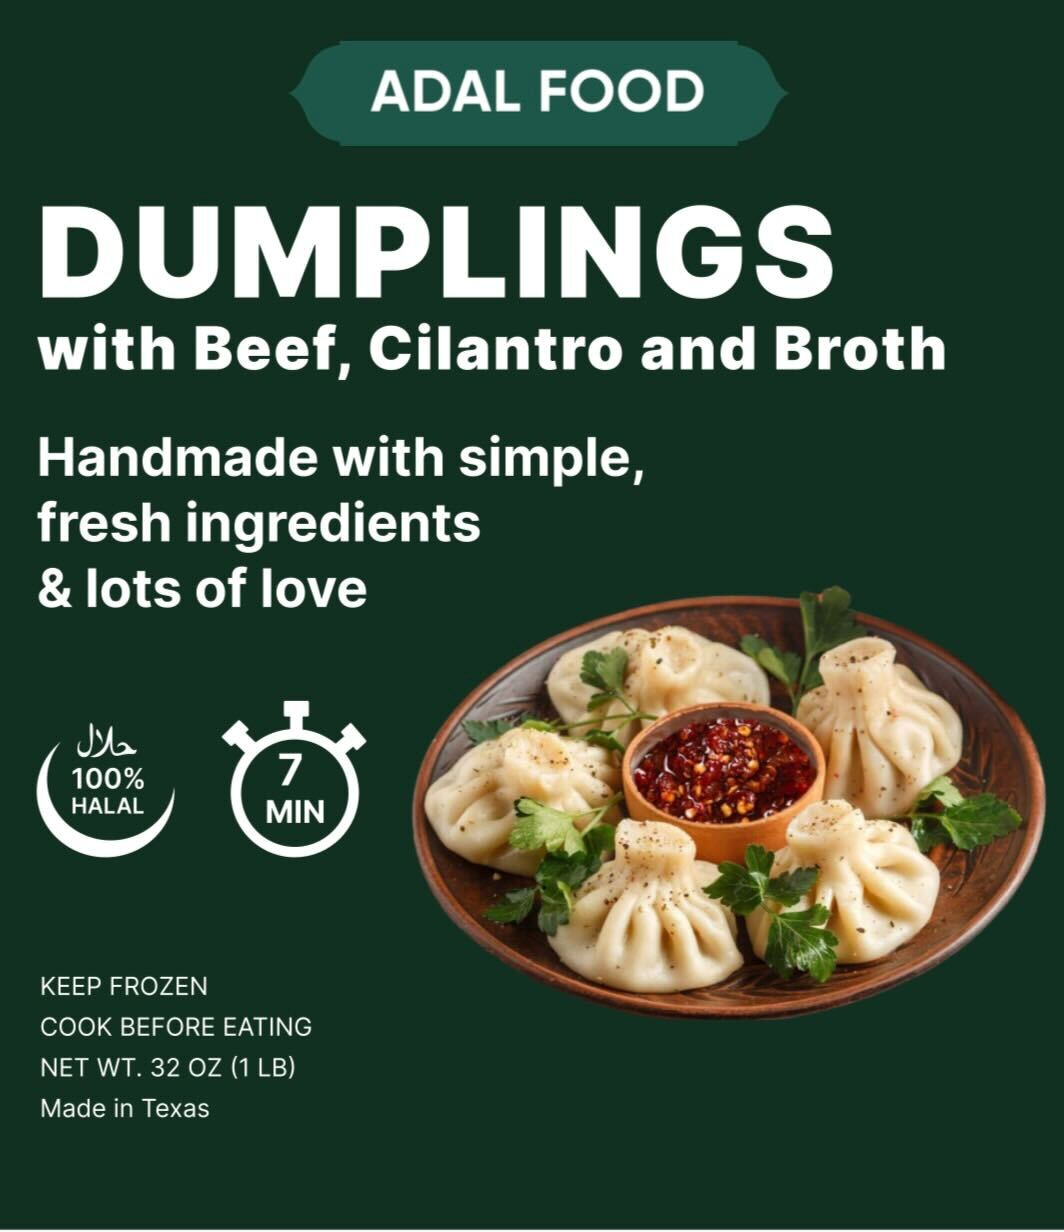 ADAL FOOD
DUMPLINGS
with Beef, Cilantro and Broth
Handmade with simple,
fresh ingredients
& lots of love
حلال
100%
HALAL
7
MIN
KEEP FROZEN
COOK BEFORE EATING
NET WT. 32 OZ (1 LB)
Made in Texas